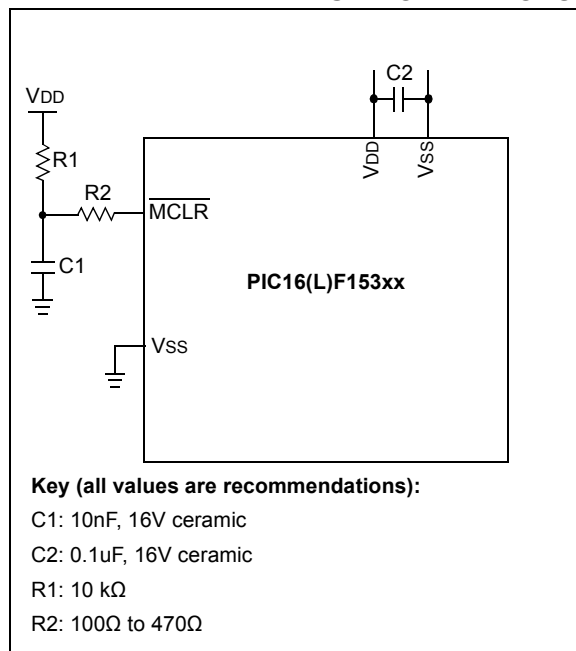 C2
VDD
VDD
VSS
R1
R2
MCLR
C1
PIC16(L)F153xx
VSS
Key (all values are recommendations):
C1: 10nF, 16V ceramic
C2: 0.1uF, 16V ceramic
R1: 10 kΩ
R2: 100Ω to 470Ω